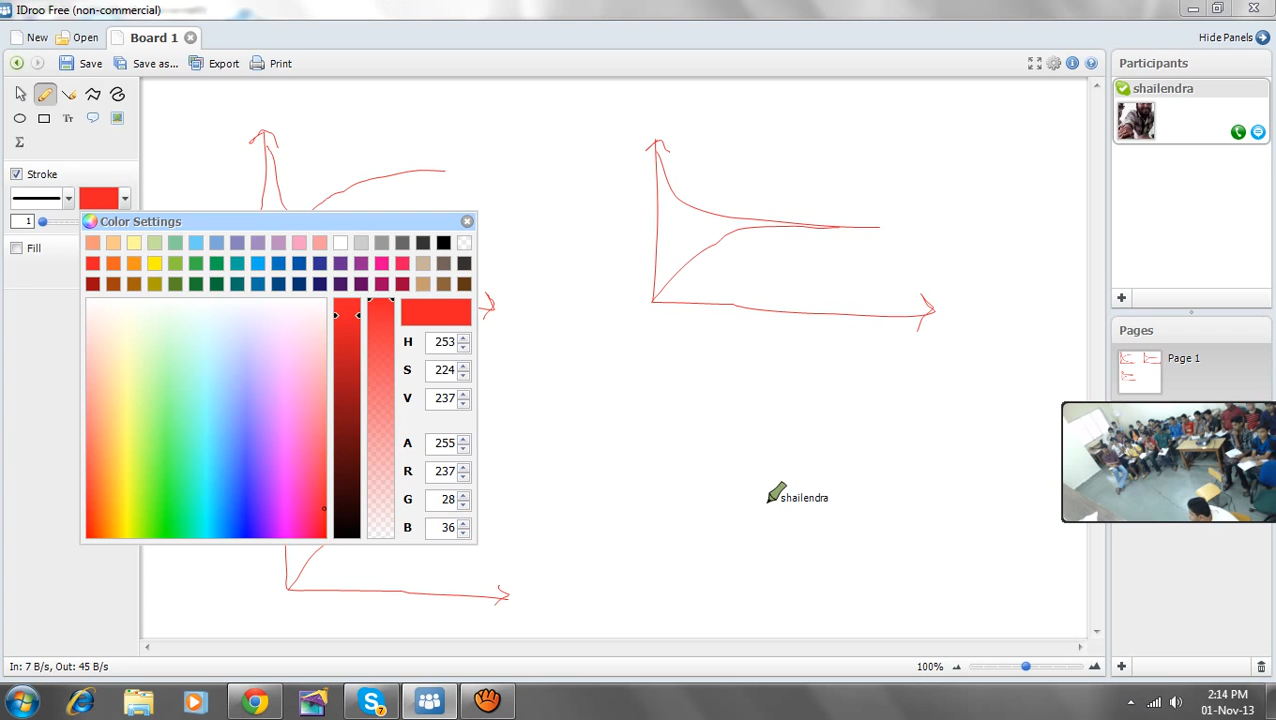 IDroo Free (non-commercial)
New Open Board 1 Hide Panels
Save Save as... Export Print
Participants
shailendra
Tr
Σ
Stroke
1
Fill
Color Settings
H 253
S 224
V 237
A 255
R 237
G 28
B 36
shailendra
Pages
Page 1
In: 7 B/s, Out: 45 B/s 100%
7
2:14 PM
01-Nov-13